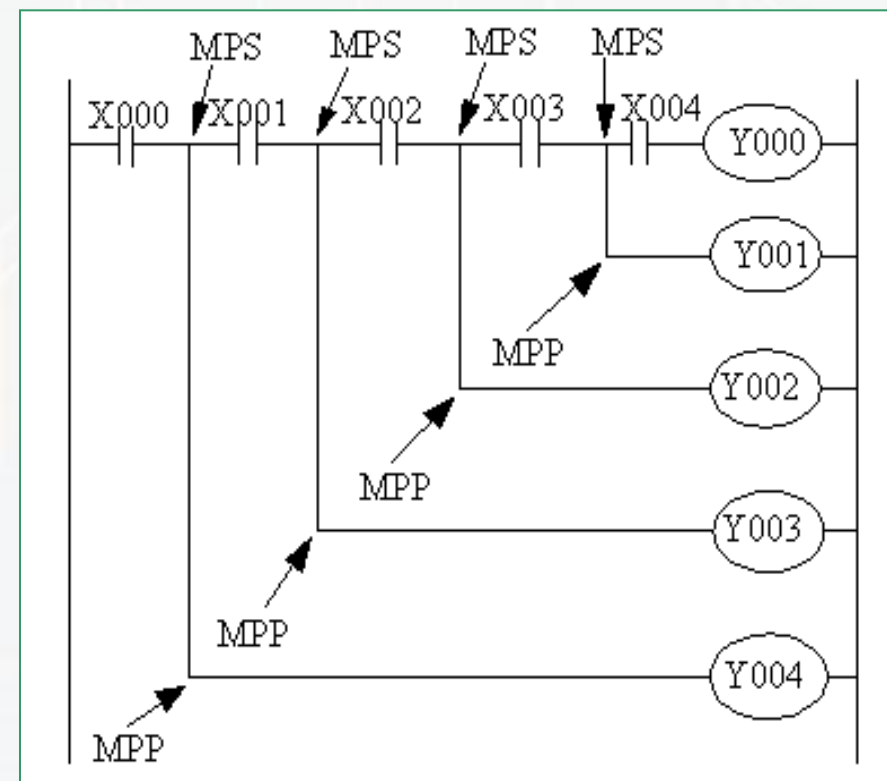 MPS MPS MPS MPS
X000 X001 X002 X003 X004
Y000
Y001
MPP
Y002
MPP
Y003
MPP
Y004
MPP